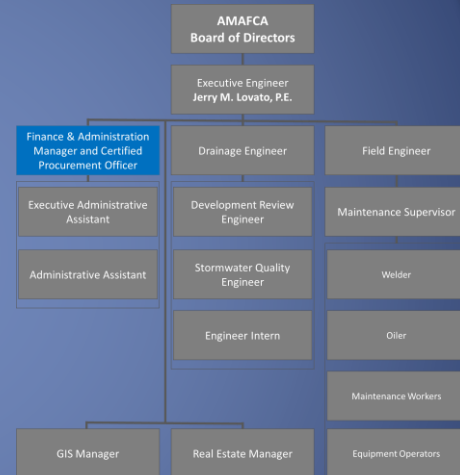 AMAFCA
Board of Directors
Executive Engineer
Jerry M. Lovato, P.E.
Finance & Administration
Manager and Certified
Procurement Officer
Drainage Engineer
Field Engineer
Executive Administrative
Assistant
Development Review
Engineer
Maintenance Supervisor
Administrative Assistant
Stormwater Quality
Engineer
Welder
Engineer Intern
Oiler
Maintenance Workers
GIS Manager
Real Estate Manager
Equipment Operators